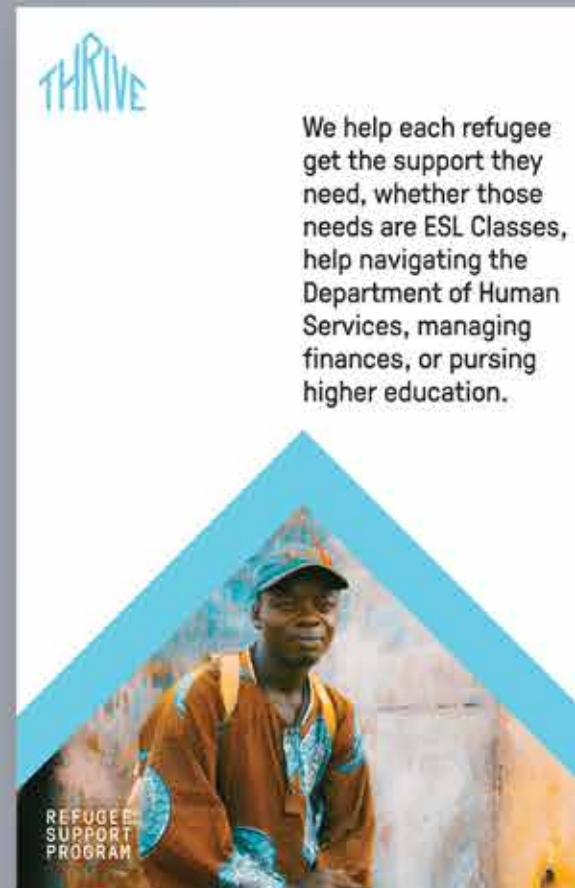 THRIVE
We help each refugee
get the support they
need, whether those
needs are ESL Classes,
help navigating the
Department of Human
Services, managing
finances, or pursing
higher education.
REFUGEE
SUPPORT
PROGRAM